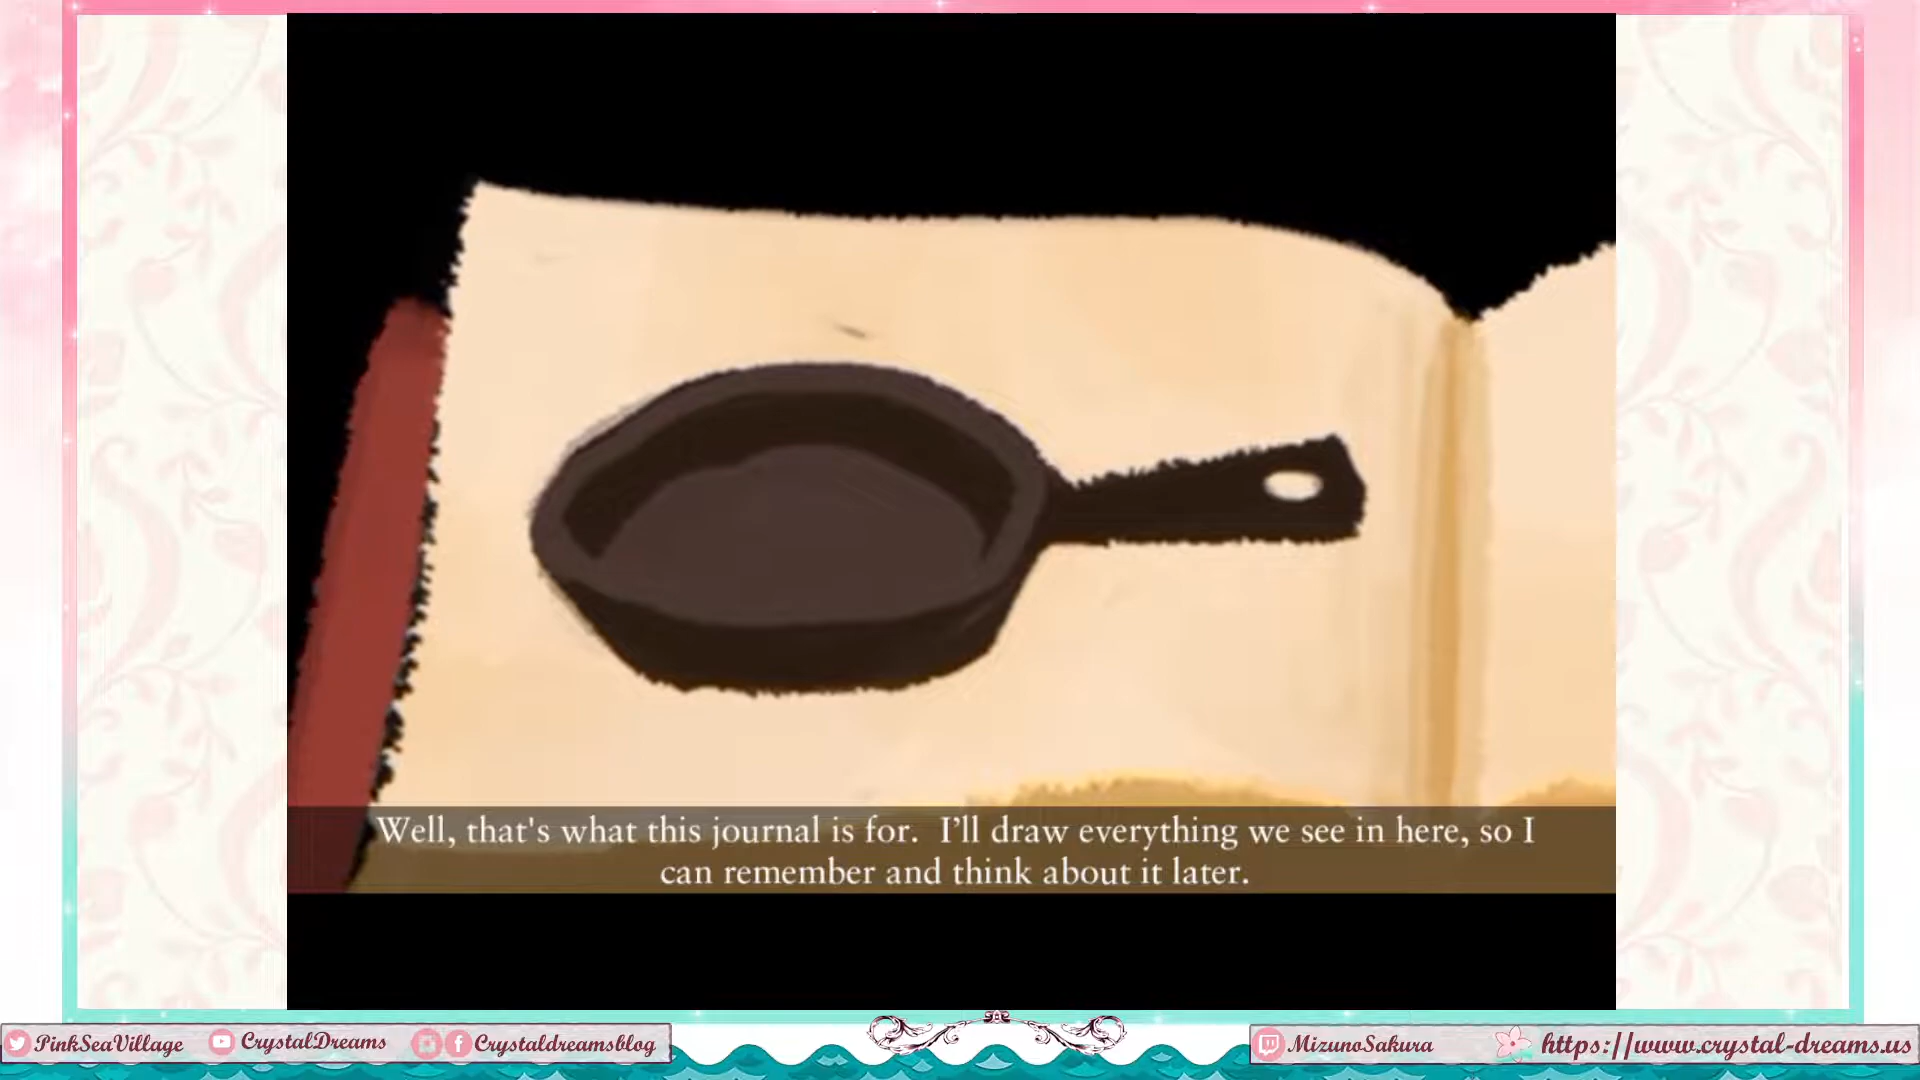 Well, that's what this journal is for.  I'll draw everything we see in here, so I
can remember and think about it later.
PinkSeaVillage
CrystalDreams
Crystaldreamsblog
MizunoSakura
https://www.crystal-dreams.us